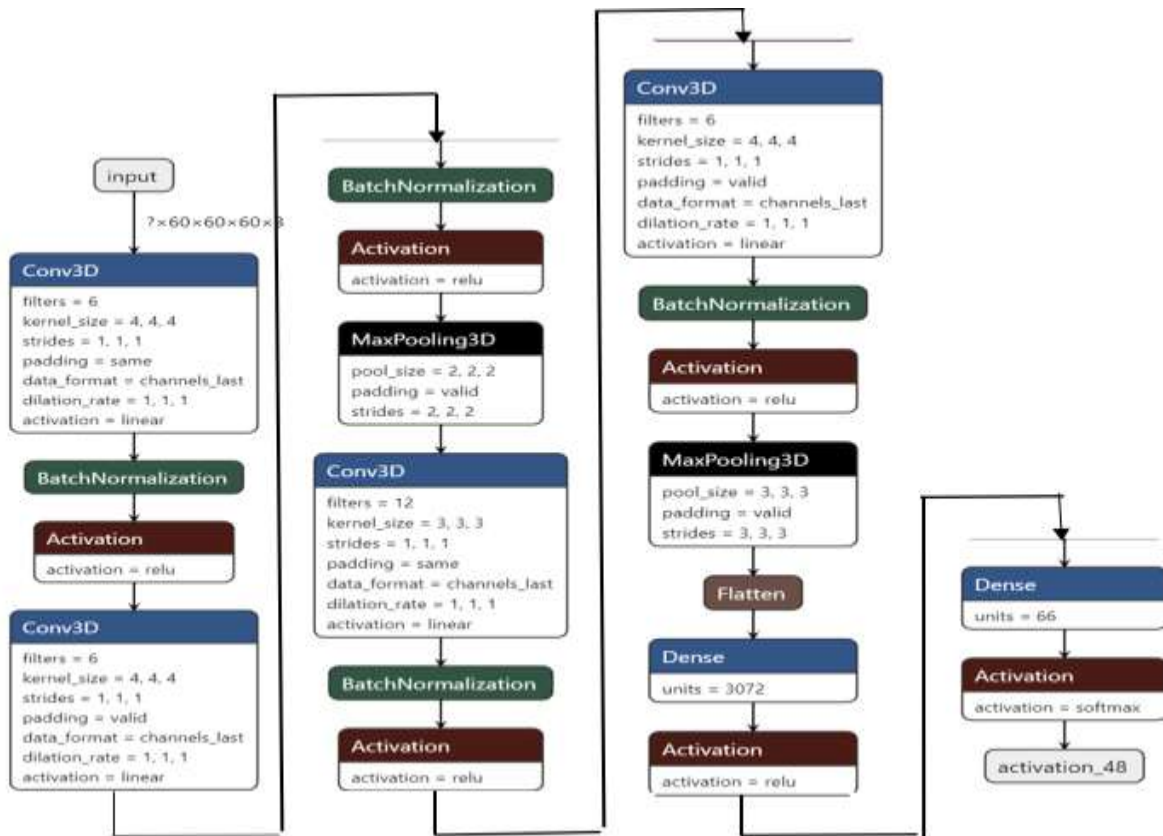 input
?×60×60×60×3
Conv3D
filters = 6
kernel_size = 4, 4, 4
strides = 1, 1, 1
padding = same
data_format = channels_last
dilation_rate = 1, 1, 1
activation = linear
BatchNormalization
Activation
activation = relu
Conv3D
filters = 6
kernel_size = 4, 4, 4
strides = 1, 1, 1
padding = valid
data_format = channels_last
dilation_rate = 1, 1, 1
activation = linear
BatchNormalization
Activation
activation = relu
MaxPooling3D
pool_size = 2, 2, 2
padding = valid
strides = 2, 2, 2
Conv3D
filters = 12
kernel_size = 3, 3, 3
strides = 1, 1, 1
padding = same
data_format = channels_last
dilation_rate = 1, 1, 1
activation = linear
BatchNormalization
Activation
activation = relu
Conv3D
filters = 6
kernel_size = 4, 4, 4
strides = 1, 1, 1
padding = valid
data_format = channels_last
dilation_rate = 1, 1, 1
activation = linear
BatchNormalization
Activation
activation = relu
MaxPooling3D
pool_size = 3, 3, 3
padding = valid
strides = 3, 3, 3
Flatten
Dense
units = 3072
Activation
activation = relu
Dense
units = 66
Activation
activation = softmax
activation_48